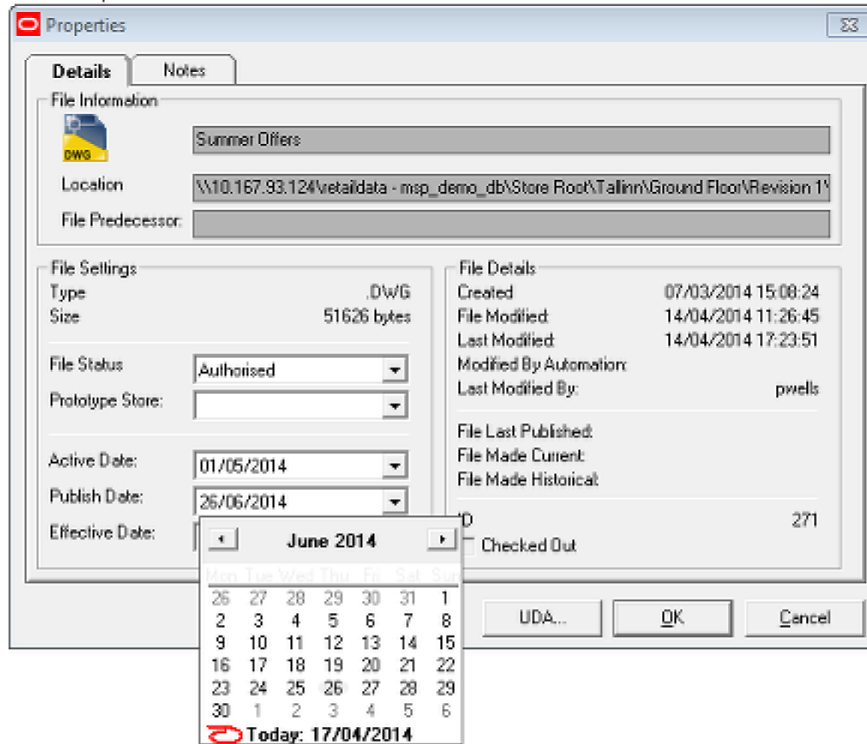 Properties
Details Notes
File Information
DWG
Summer Offers
Location \\10.167.93.124\retaildata - msp_demo_db\Store Root\Tallinn\Ground Floor\Revision 1\
File Predecessor:
File Settings
Type .DWG
Size 51626 bytes
File Status Authorised
Prototype Store:
Active Date: 01/05/2014
Publish Date: 26/06/2014
Effective Date:
File Details
Created 07/03/2014 15:08:24
File Modified: 14/04/2014 11:26:45
Last Modified: 14/04/2014 17:23:51
Modified By Automation:
Last Modified By: pwells
File Last Published:
File Made Current:
File Made Historical:
ID 271
Checked Out
June 2014
Mon Tue Wed Thu Fri Sat Sun
26 27 28 29 30 31 1
2 3 4 5 6 7 8
9 10 11 12 13 14 15
16 17 18 19 20 21 22
23 24 25 26 27 28 29
30 1 2 3 4 5 6
Today: 17/04/2014
UDA... OK Cancel